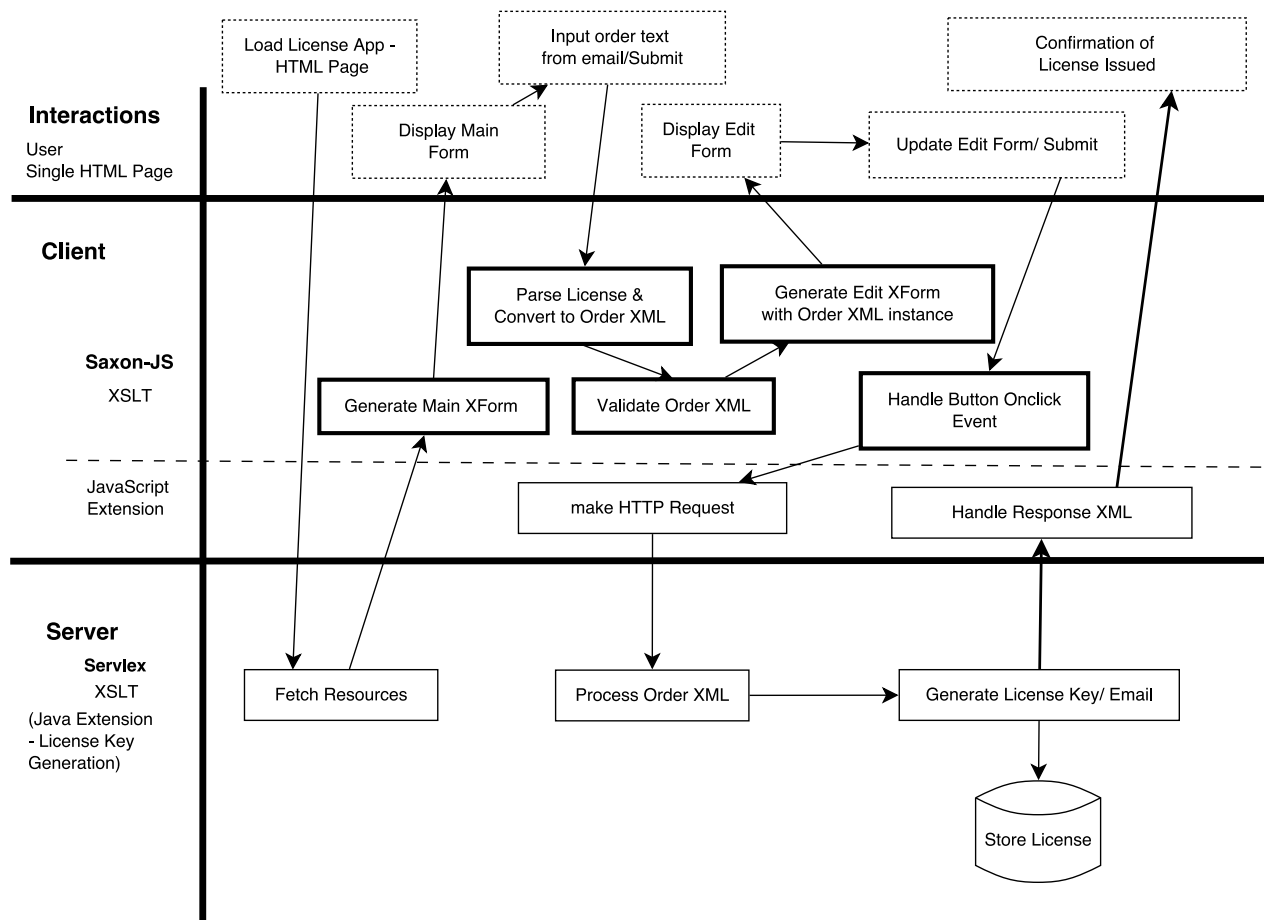 Load License App -
HTML Page
Input order text
from email/Submit
Confirmation of
License Issued
Interactions
User
Single HTML Page
Display Main
Form
Display Edit
Form
Update Edit Form/ Submit
Client
Parse License &
Convert to Order XML
Generate Edit XForm
with Order XML instance
Saxon-JS
XSLT
Generate Main XForm
Validate Order XML
Handle Button Onclick
Event
JavaScript
Extension
make HTTP Request
Handle Response XML
Server
Servlex
XSLT
(Java Extension
- License Key
Generation)
Fetch Resources
Process Order XML
Generate License Key/ Email
Store License